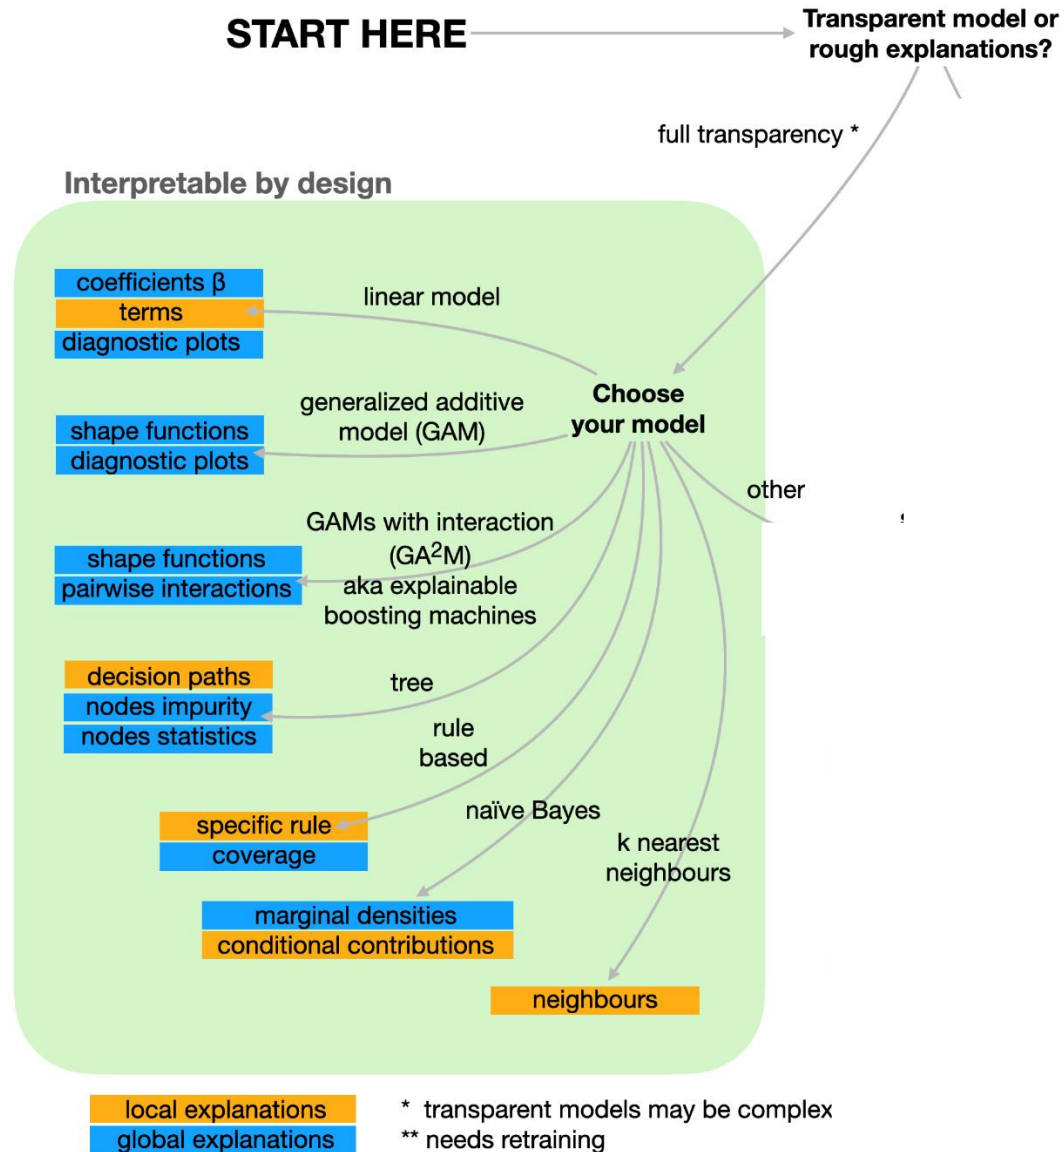 START HERE
Transparent model or
rough explanations?
full transparency *
Interpretable by design
coefficients β
terms
diagnostic plots
linear model
Choose
your model
generalized additive
model (GAM)
shape functions
diagnostic plots
other
GAMs with interaction
(GA²M)
aka explainable
boosting machines
shape functions
pairwise interactions
decision paths
nodes impurity
nodes statistics
tree
rule
based
specific rule
coverage
naïve Bayes
k nearest
neighbours
marginal densities
conditional contributions
neighbours
local explanations
global explanations
* transparent models may be complex
** needs retraining